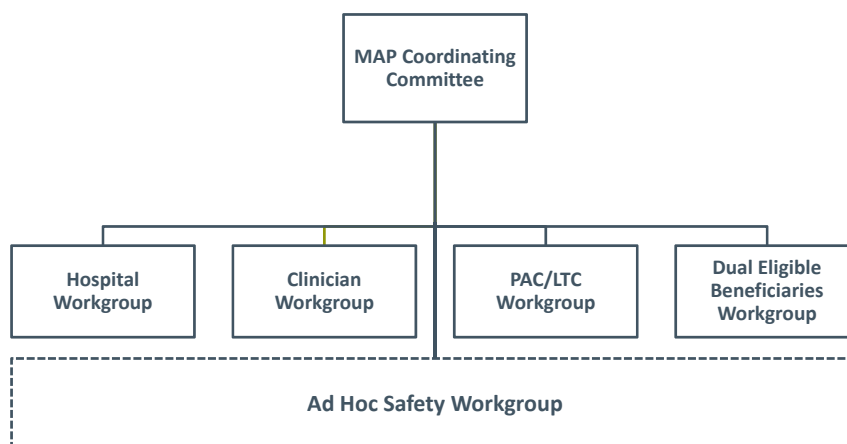 MAP Coordinating
Committee
Hospital
Workgroup
Clinician
Workgroup
PAC/LTC
Workgroup
Dual Eligible
Beneficiaries
Workgroup
Ad Hoc Safety Workgroup